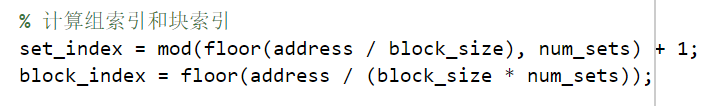 % 计算组索引和块索引
set_index = mod(floor(address / block_size), num_sets) + 1;
block_index = floor(address / (block_size * num_sets));